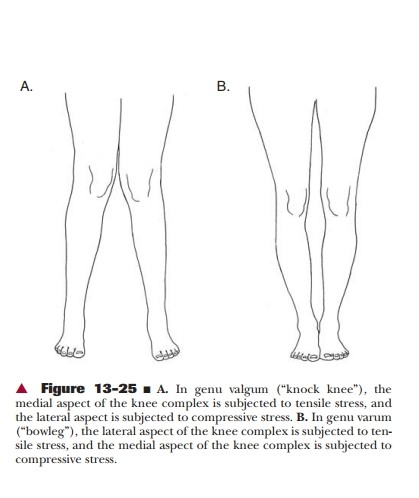 A.
B.
▲ Figure 13-25 ■ A. In genu valgum (“knock knee”), the
medial aspect of the knee complex is subjected to tensile stress, and
the lateral aspect is subjected to compressive stress. B. In genu varum
(“bowleg”), the lateral aspect of the knee complex is subjected to ten-
sile stress, and the medial aspect of the knee complex is subjected to
compressive stress.